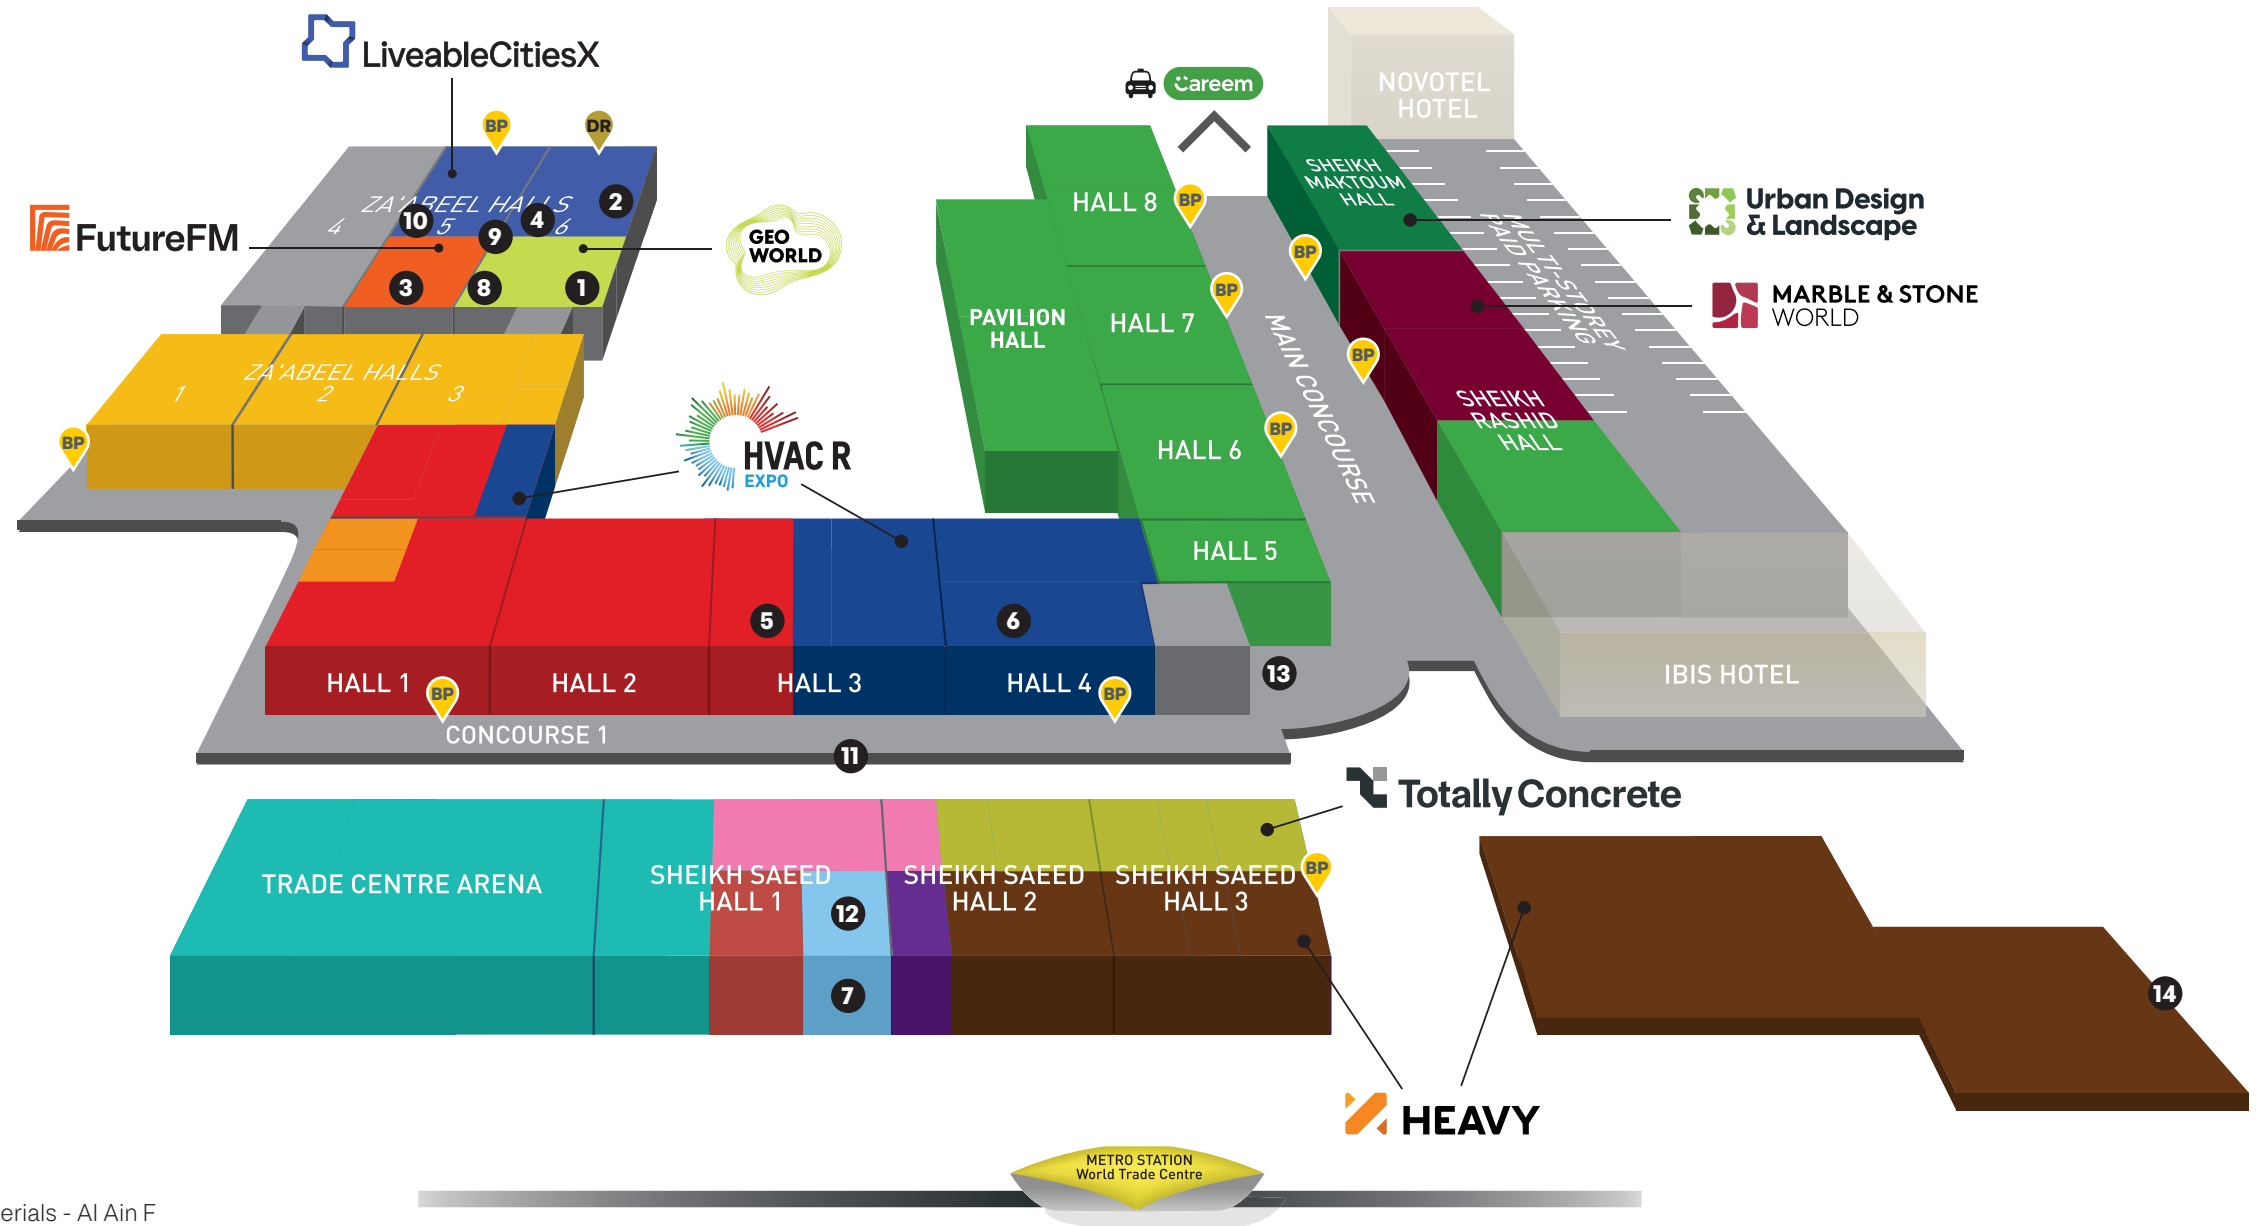 LiveableCitiesX
BP
DR
Careem
NOVOTEL
HOTEL
ZA'ABEEL HALLS
4
5
6
2
10
4
9
3
8
1
FutureFM
GEO
WORLD
HALL 8
BP
SHEIKH
MAKTOUM
HALL
BP
MULTI-STOREY
PAID PARKING
Urban Design
& Landscape
MARBLE & STONE
WORLD
PAVILION
HALL
HALL 7
BP
MAIN CONCOURSE
BP
ZA'ABEEL HALLS
1
2
3
BP
HVAC R
EXPO
HALL 6
BP
SHEIKH
RASHID
HALL
HALL 5
5
6
HALL 1
BP
HALL 2
HALL 3
HALL 4
BP
13
IBIS HOTEL
CONCOURSE 1
11
Totally Concrete
TRADE CENTRE ARENA
SHEIKH SAEED
HALL 1
SHEIKH SAEED
HALL 2
SHEIKH SAEED
HALL 3
BP
12
7
14
HEAVY
METRO STATION
World Trade Centre
erials - Al Ain F